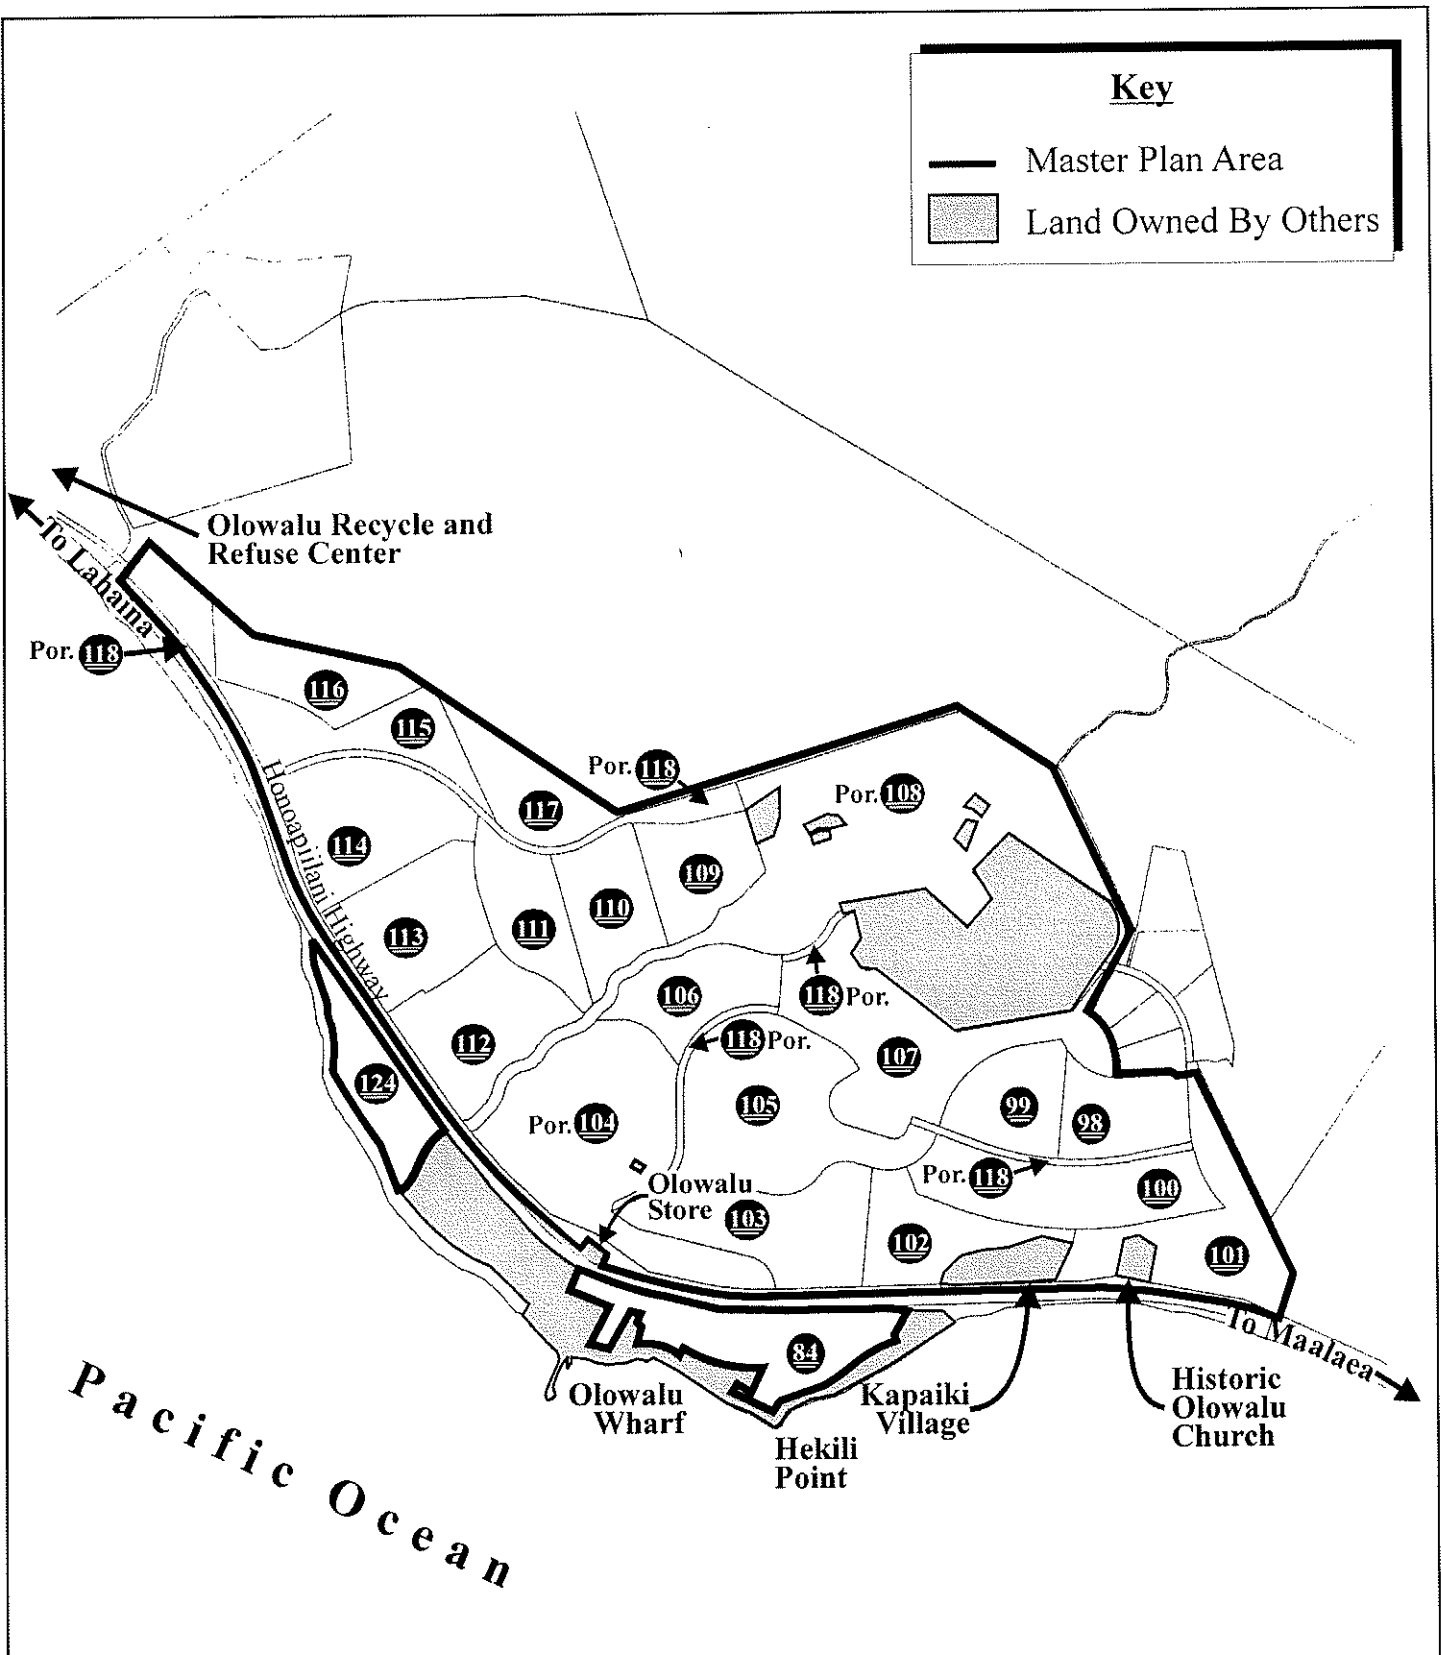 Key
Master Plan Area
Land Owned By Others
Olowalu Recycle and
Refuse Center
To Lahaina
Por. 118
116
115
Por. 118
Por. 108
117
Honoapiilani Highway
114
109
110
111
113
106
118 Por.
112
118 Por.
107
124
105
99
98
Por. 104
Por. 118
100
Olowalu
Store
103
102
101
To Maalaea
84
Olowalu
Wharf
Kapaiki
Village
Historic
Olowalu
Church
Hekili
Point
Pacific Ocean